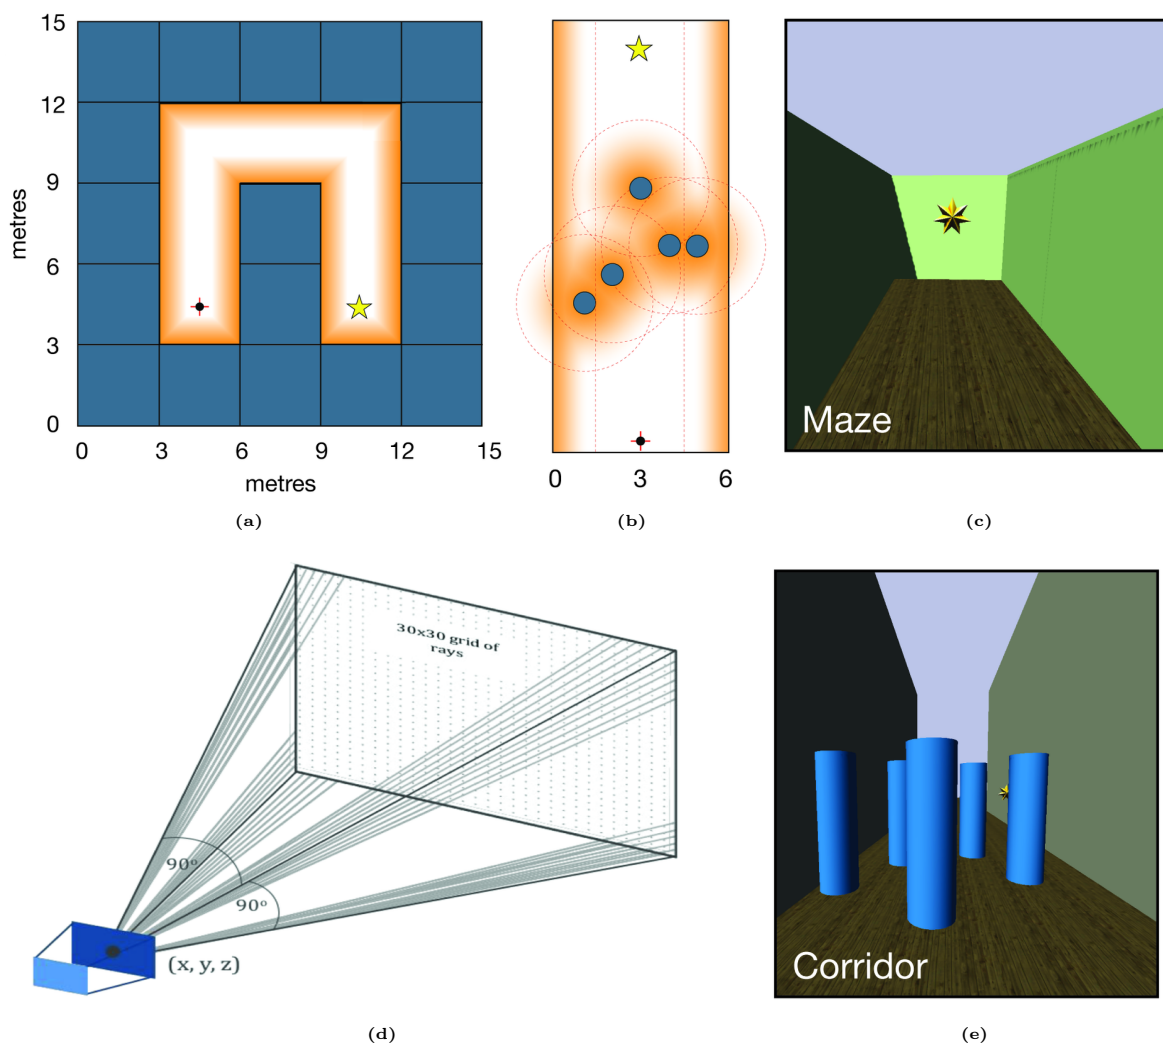 15
12
9
6
3
0
metres
0
3
6
9
12
15
metres
(a)
0
3
6
(b)
Maze
(c)
30x30 grid of
rays
90°
90°
(x, y, z)
(d)
Corridor
(e)